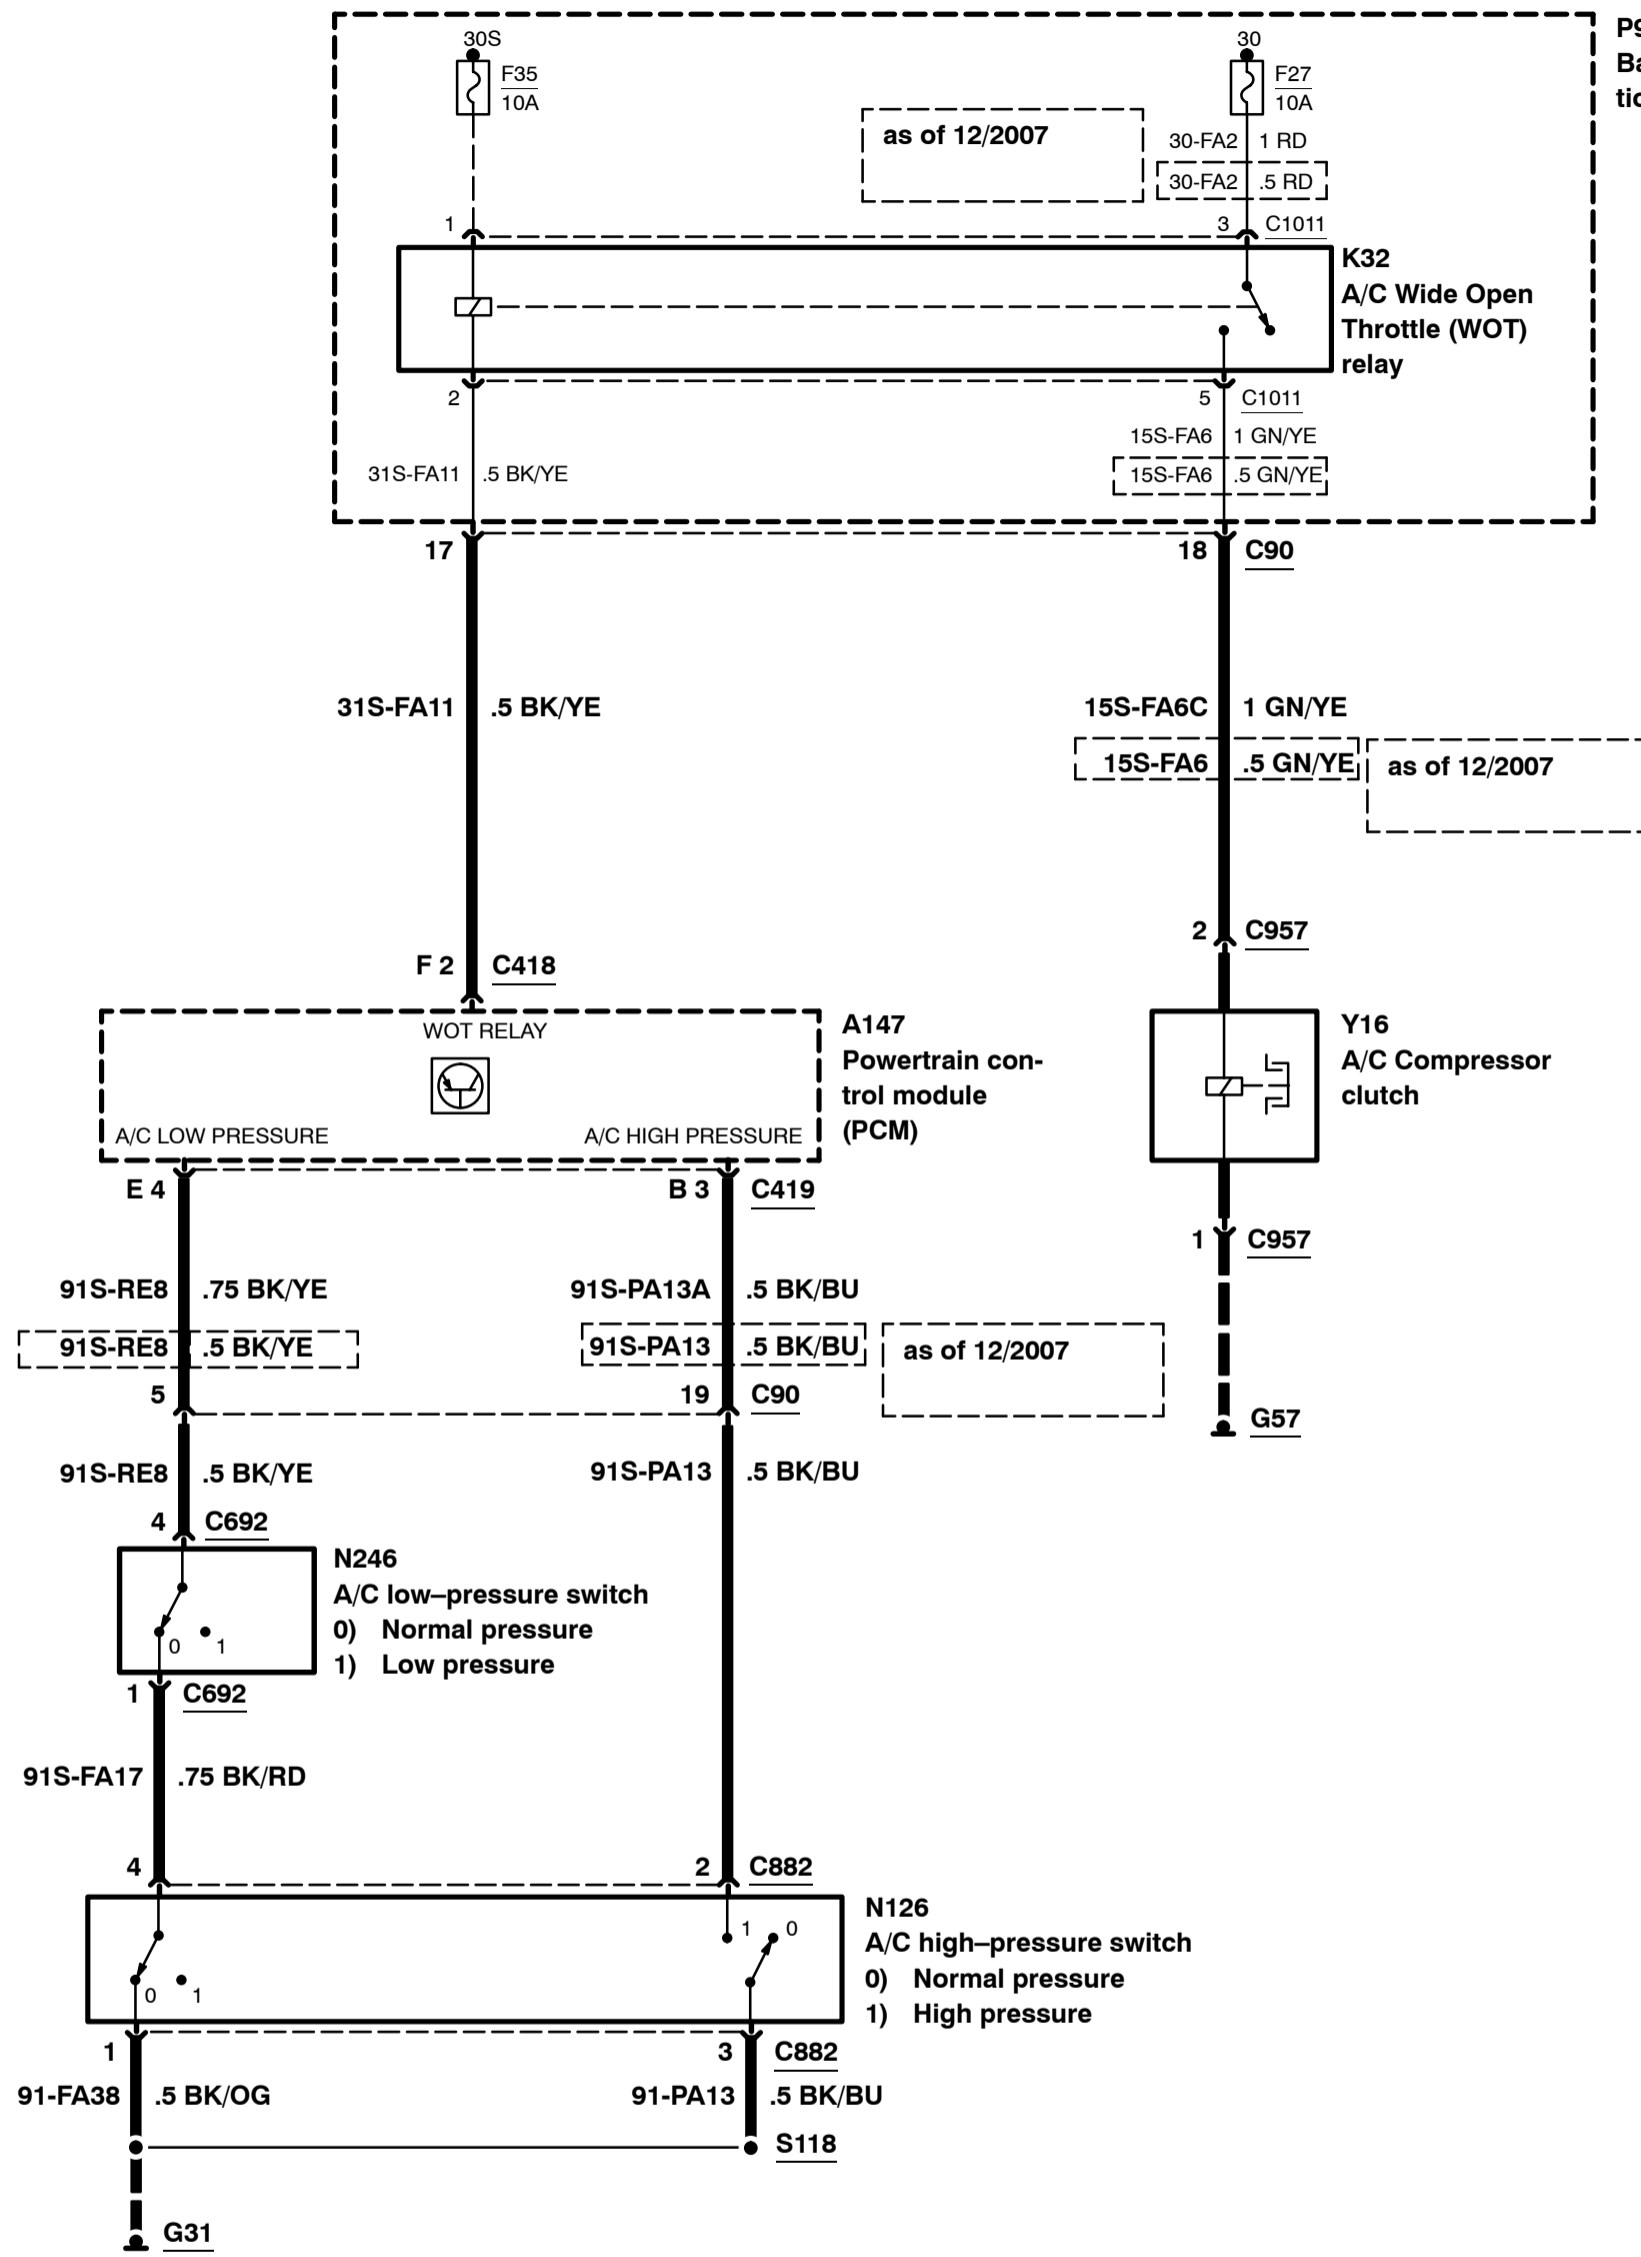 30S
30
P9
F35
10A
F27
10A
Ba
tic
as of 12/2007
30-FA2 1 RD
30-FA2 .5 RD
1
3 C1011
K32
A/C Wide Open
Throttle (WOT)
relay
2
5 C1011
15S-FA6 1 GN/YE
31S-FA11 .5 BK/YE
15S-FA6 .5 GN/YE
17
18 C90
31S-FA11 .5 BK/YE
15S-FA6C 1 GN/YE
15S-FA6 .5 GN/YE
as of 12/2007
2 C957
F 2 C418
WOT RELAY
A147
Powertrain con-
trol module
(PCM)
Y16
A/C Compressor
clutch
A/C LOW PRESSURE
A/C HIGH PRESSURE
E 4
B 3 C419
1 C957
91S-RE8 .75 BK/YE
91S-PA13A .5 BK/BU
91S-RE8 .5 BK/YE
91S-PA13 .5 BK/BU
as of 12/2007
5
19 C90
G57
91S-RE8 .5 BK/YE
91S-PA13 .5 BK/BU
4 C692
N246
A/C low–pressure switch
0) Normal pressure
1) Low pressure
0 1
1 C692
91S-FA17 .75 BK/RD
4
2 C882
N126
A/C high–pressure switch
0) Normal pressure
1) High pressure
1 0
0 1
1
3 C882
91-FA38 .5 BK/OG
91-PA13 .5 BK/BU
S118
G31